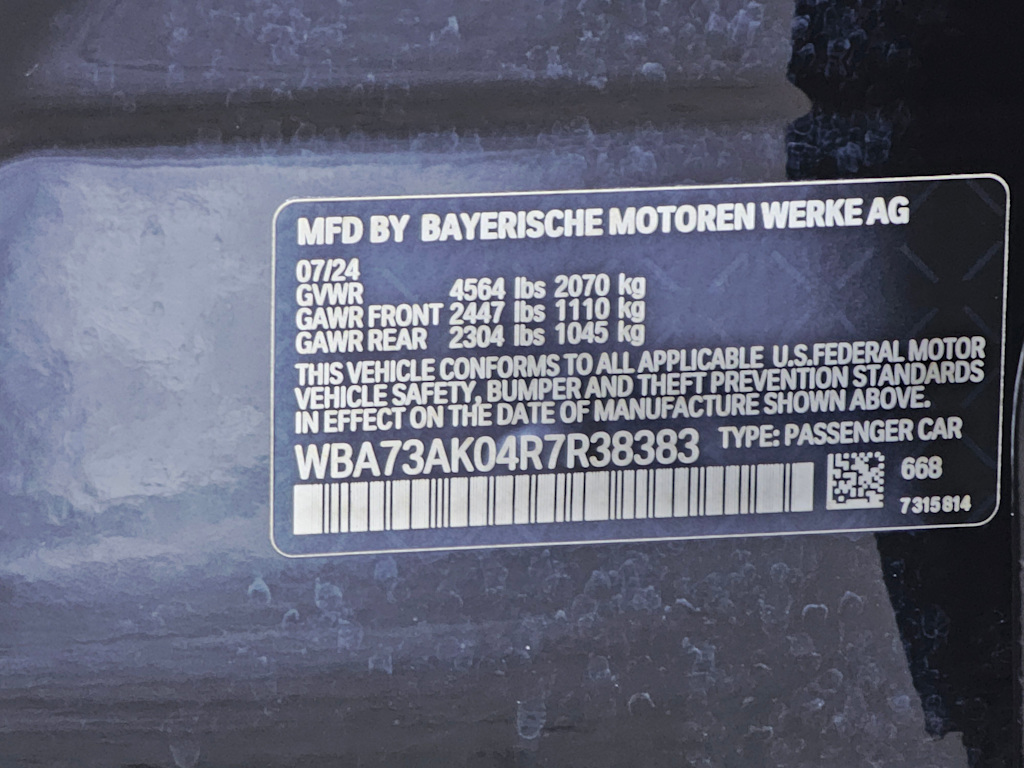 MFD BY BAYERISCHE MOTOREN WERKE AG
07/24
GVWR 4564 lbs 2070 kg
GAWR FRONT 2447 lbs 1110 kg
GAWR REAR 2304 lbs 1045 kg
THIS VEHICLE CONFORMS TO ALL APPLICABLE U.S.FEDERAL MOTOR
VEHICLE SAFETY, BUMPER AND THEFT PREVENTION STANDARDS
IN EFFECT ON THE DATE OF MANUFACTURE SHOWN ABOVE.
WBA73AK04R7R38383 TYPE: PASSENGER CAR
668
7315814